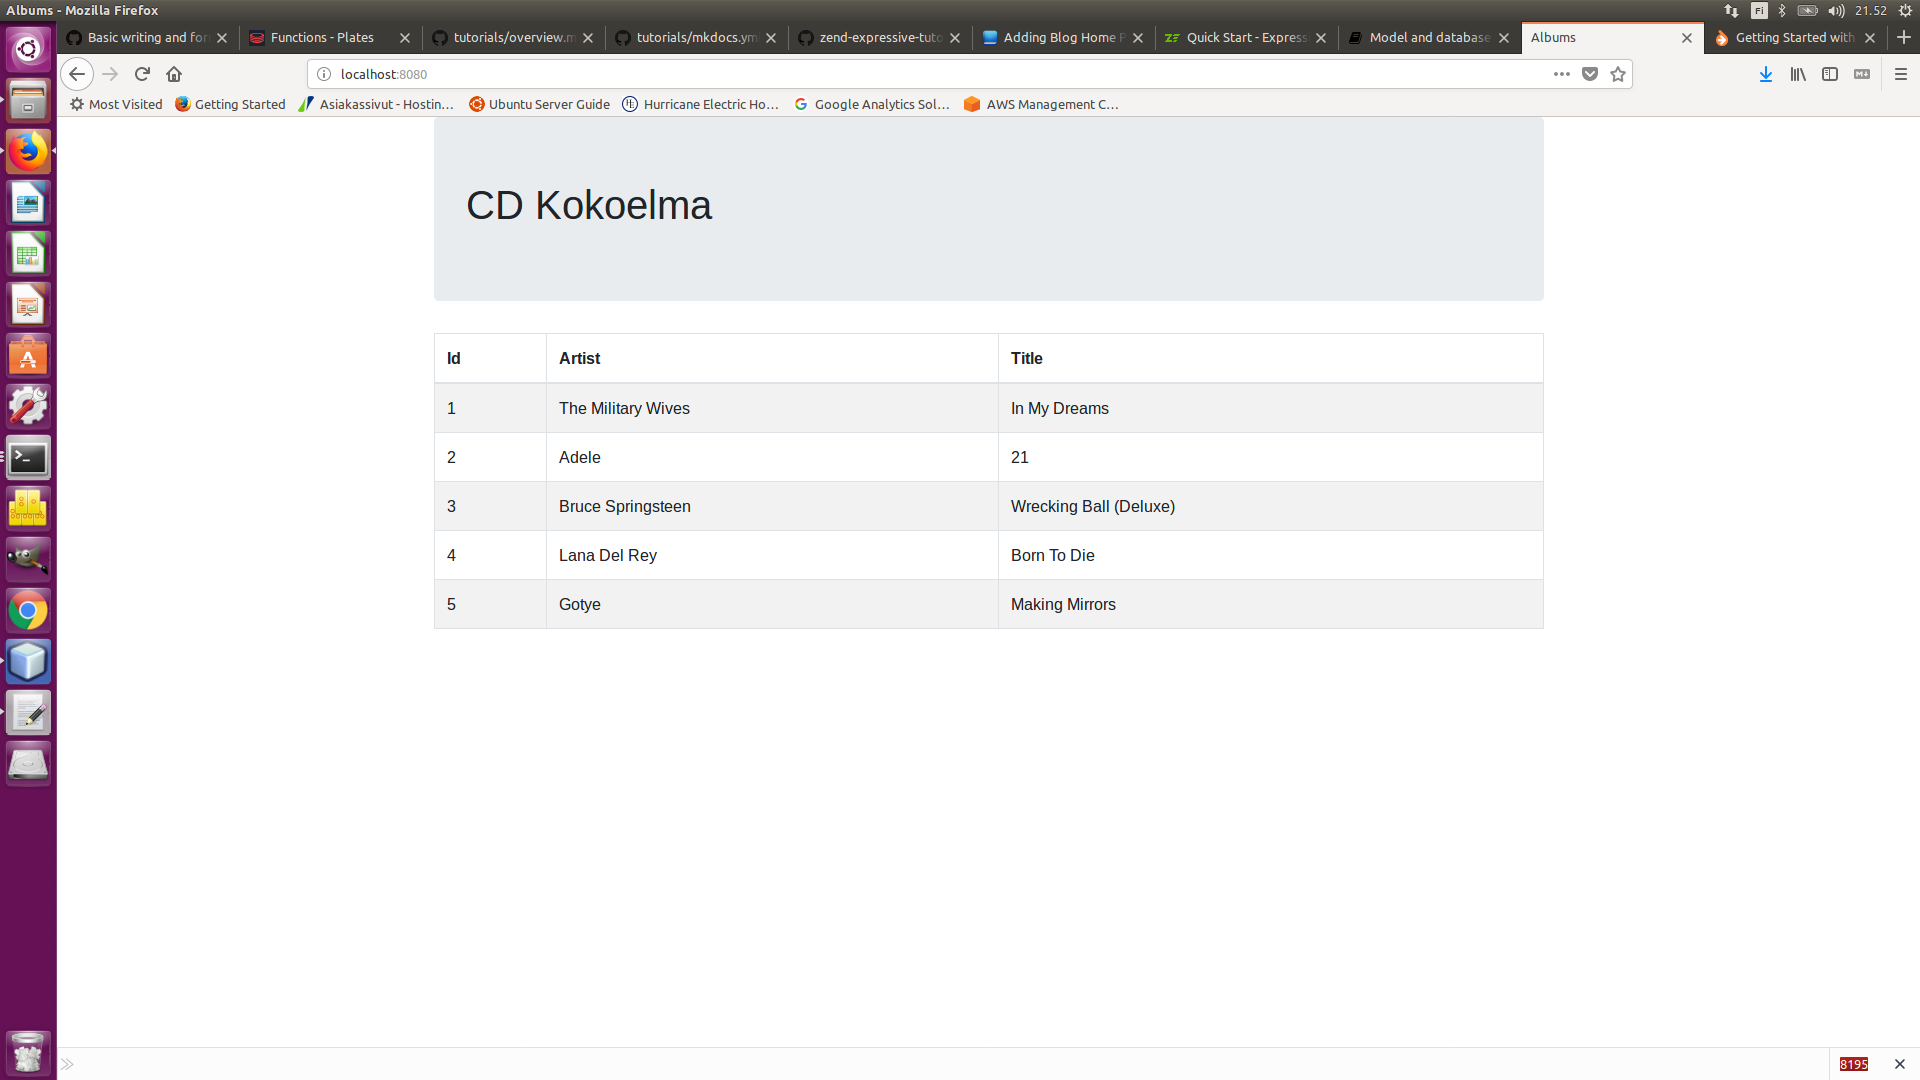 Albums - Mozilla Firefox
Fi
21.52
Basic writing and for
Functions - Plates
tutorials/overview.m
tutorials/mkdocs.ym
zend-expressive-tuto
Adding Blog Home P
Quick Start - Express
Model and database
Albums
Getting Started with
localhost:8080
Most Visited
Getting Started
Asiakassivut - Hostin...
Ubuntu Server Guide
HE
Hurricane Electric Ho...
Google Analytics Sol...
AWS Management C...
CD Kokoelma
Id Artist Title
1 The Military Wives In My Dreams
2 Adele 21
3 Bruce Springsteen Wrecking Ball (Deluxe)
4 Lana Del Rey Born To Die
5 Gotye Making Mirrors
8195